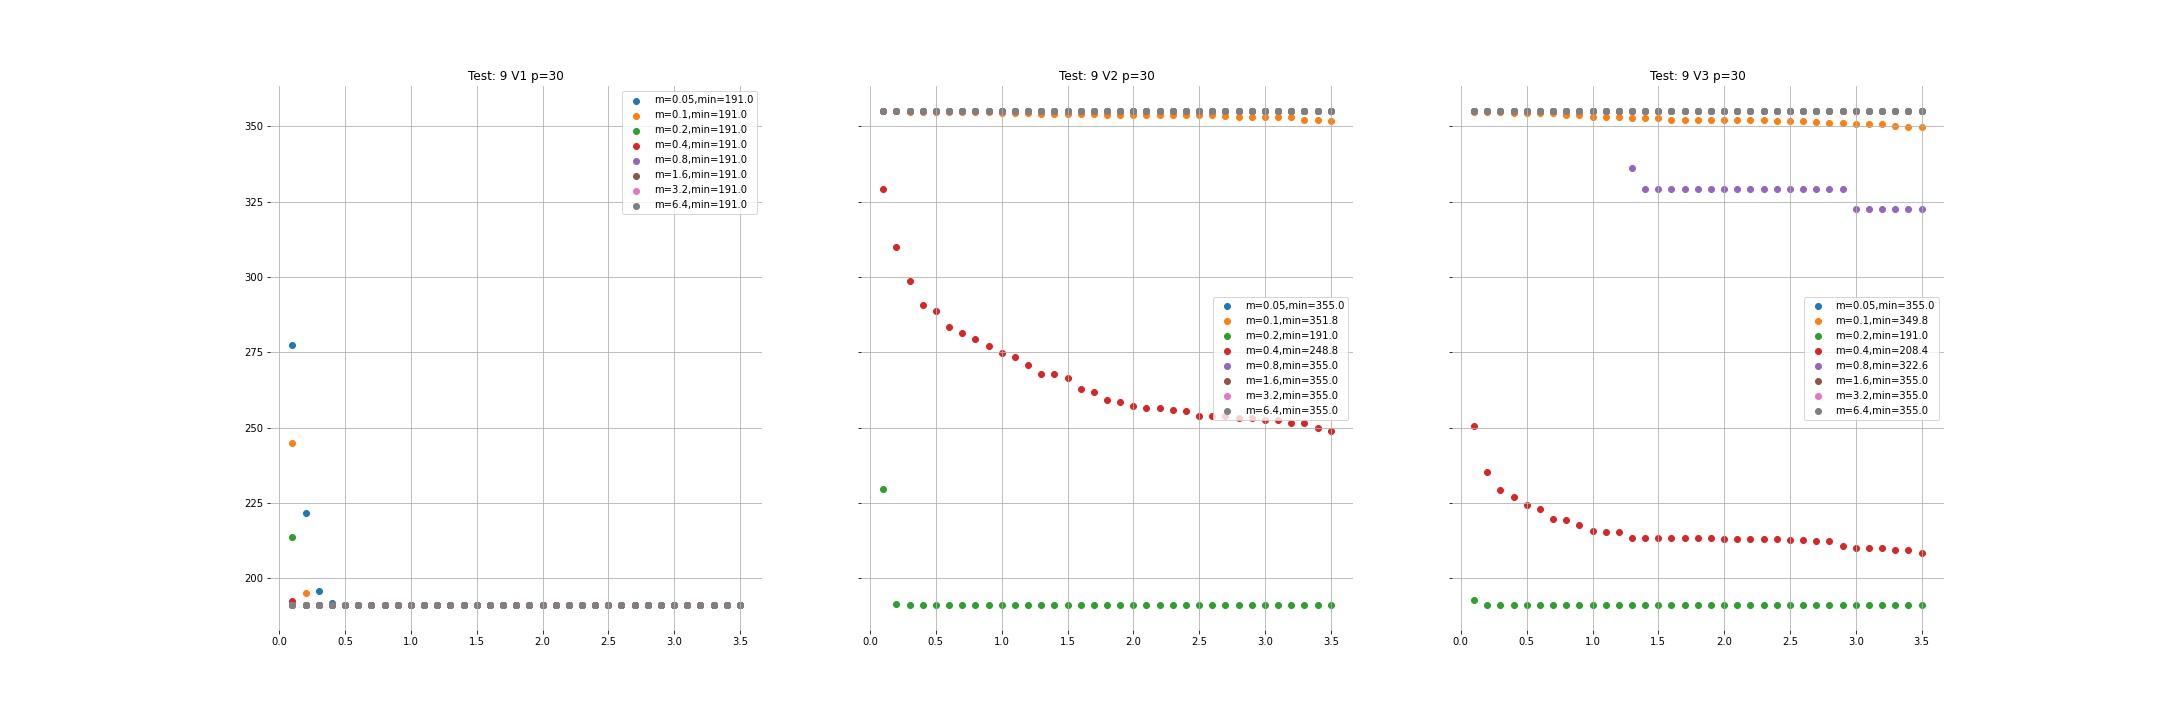 Test: 9 V1 p=30
350
325
300
275
250
225
200
0.0 0.5 1.0 1.5 2.0 2.5 3.0 3.5
m=0.05,min=191.0
m=0.1,min=191.0
m=0.2,min=191.0
m=0.4,min=191.0
m=0.8,min=191.0
m=1.6,min=191.0
m=3.2,min=191.0
m=6.4,min=191.0
Test: 9 V2 p=30
m=0.05,min=355.0
m=0.1,min=351.8
m=0.2,min=191.0
m=0.4,min=248.8
m=0.8,min=355.0
m=1.6,min=355.0
m=3.2,min=355.0
m=6.4,min=355.0
0.0 0.5 1.0 1.5 2.0 2.5 3.0 3.5
Test: 9 V3 p=30
m=0.05,min=355.0
m=0.1,min=349.8
m=0.2,min=191.0
m=0.4,min=208.4
m=0.8,min=322.6
m=1.6,min=355.0
m=3.2,min=355.0
m=6.4,min=355.0
0.0 0.5 1.0 1.5 2.0 2.5 3.0 3.5